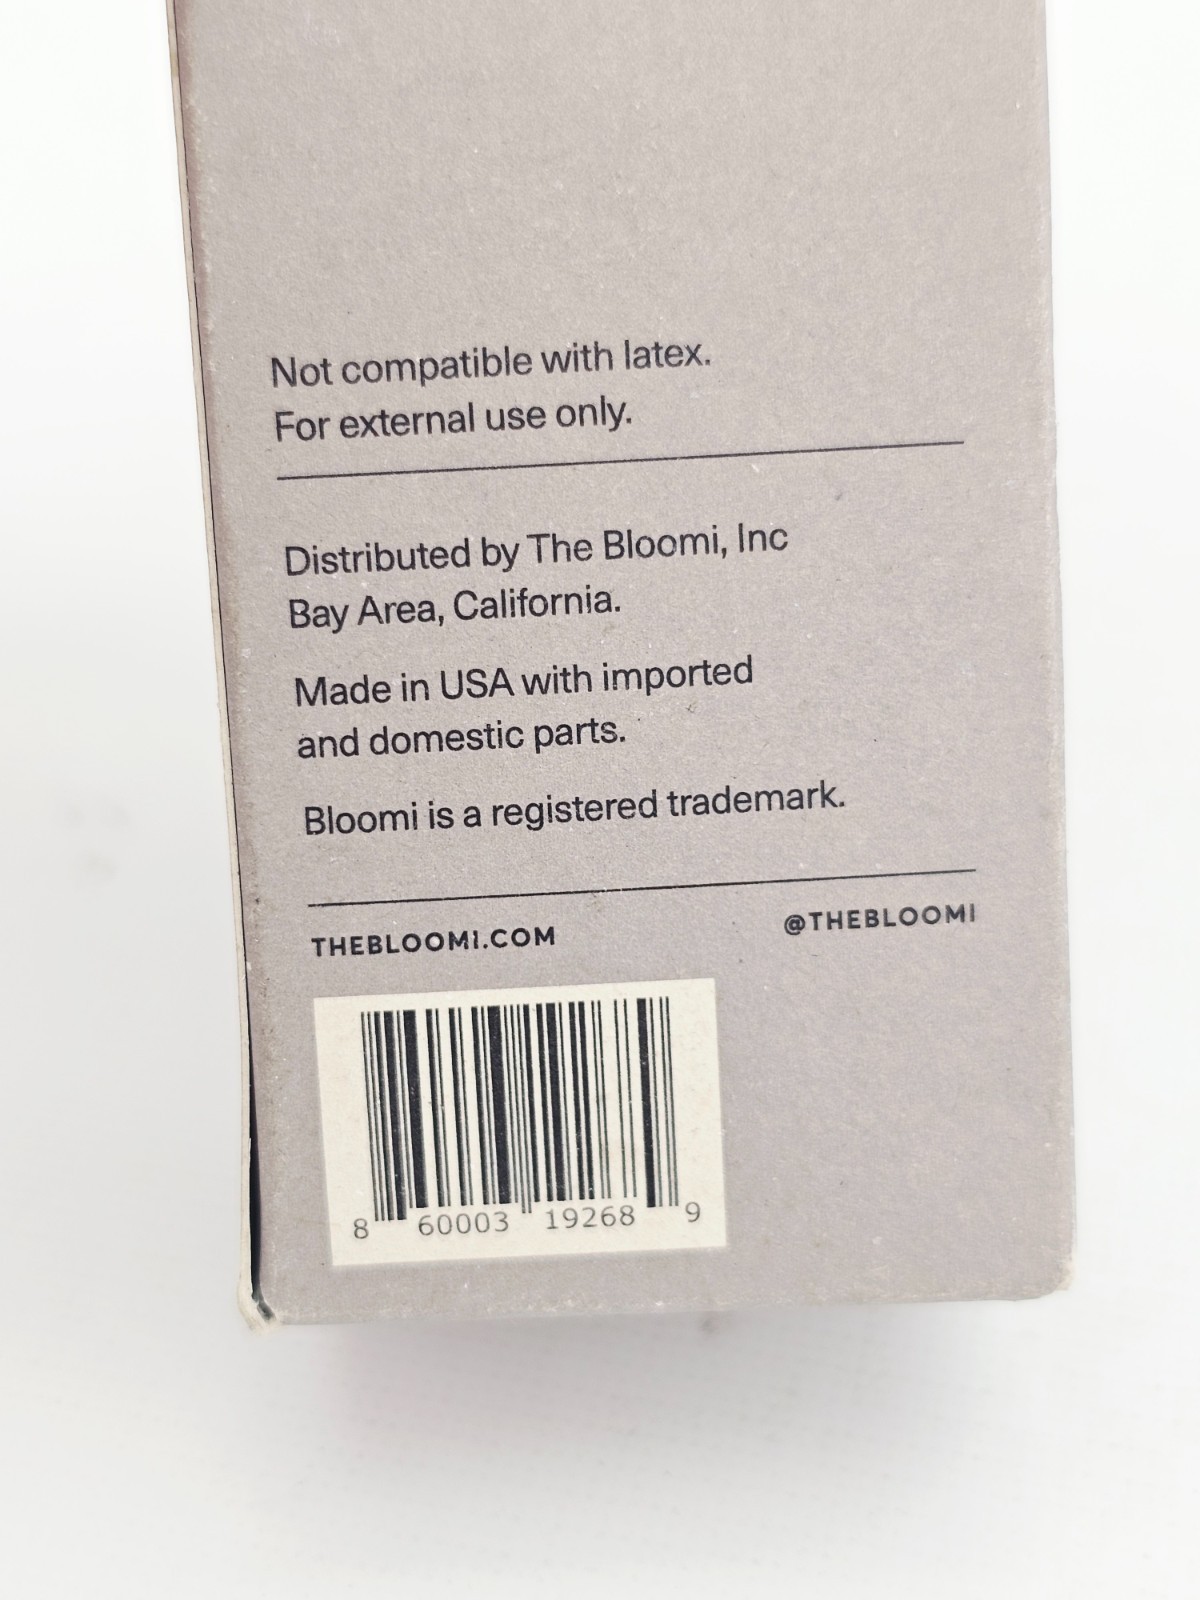 Not compatible with latex.
For external use only.
Distributed by The Bloomi, Inc
Bay Area, California.
Made in USA with imported
and domestic parts.
Bloomi is a registered trademark.
THEBLOOMI.COM @THEBLOOMI
8 60003 19268 9